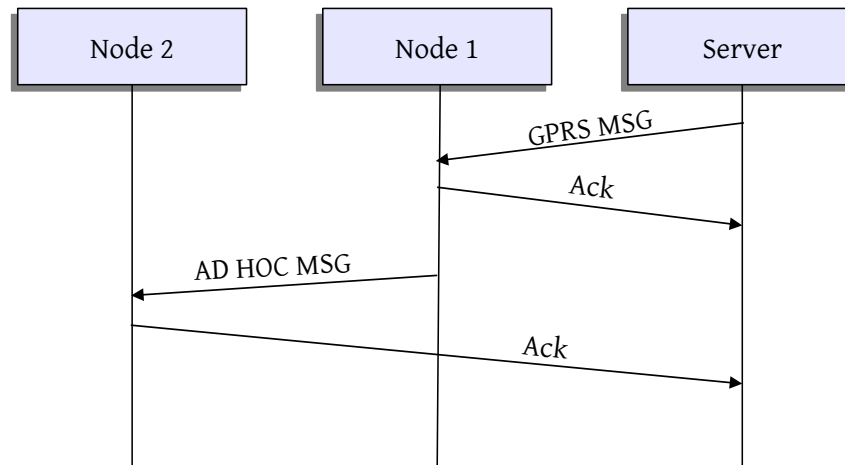 Node 2
Node 1
Server
GPRS MSG
Ack
AD HOC MSG
Ack